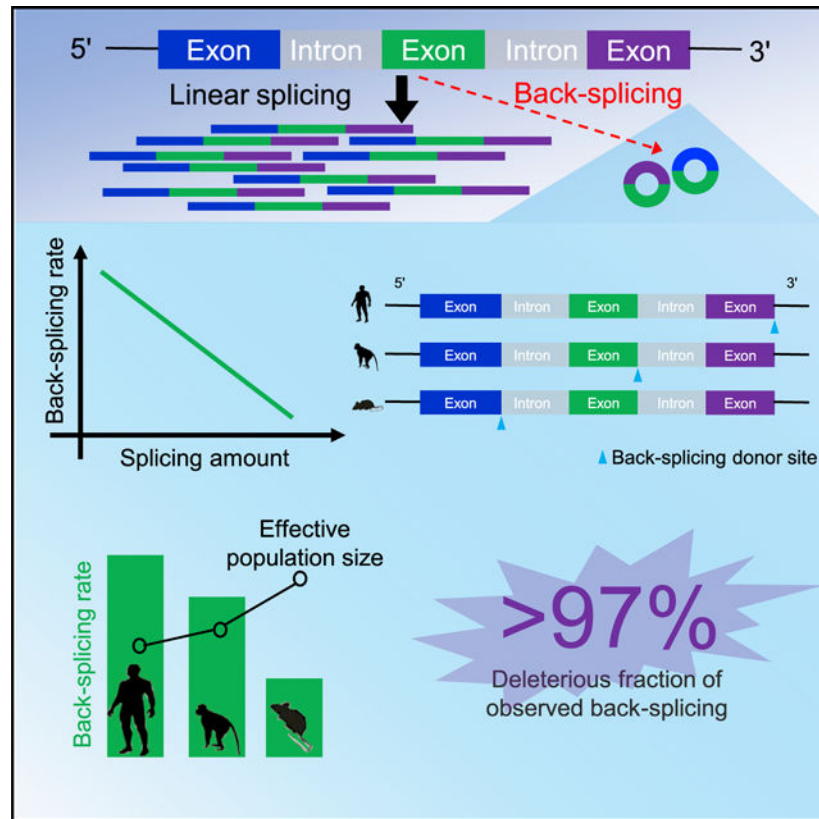 5' Exon Intron Exon Intron Exon 3'
Linear splicing
Back-splicing
Back-splicing rate
Splicing amount
5' 3'
Exon Intron Exon Intron Exon
Exon Intron Exon Intron Exon
Exon Intron Exon Intron Exon
Back-splicing donor site
Back-splicing rate
Effective
population size
>97%
Deleterious fraction of
observed back-splicing